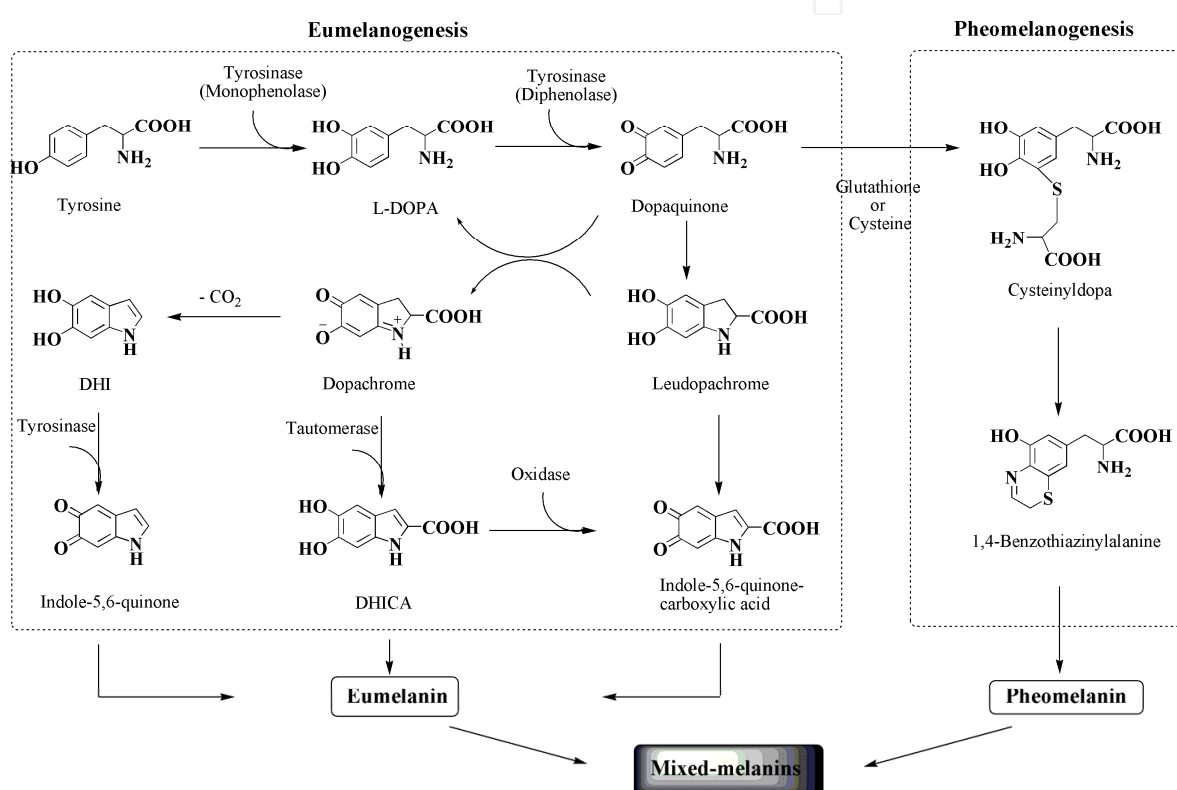 Eumelanogenesis
Pheomelanogenesis
Tyrosinase
(Monophenolase)
Tyrosinase
(Diphenolase)
COOH
NH2
HO
Tyrosine
HO
HO
COOH
NH2
L-DOPA
O
O
COOH
NH2
Dopaquinone
Glutathione
or
Cysteine
HO
HO
COOH
NH2
S
H2N
COOH
Cysteinyldopa
HO
HO
N
H
DHI
- CO2
O
O
−
+
N
H
COOH
Dopachrome
HO
HO
N
H
COOH
Leudopachrome
Tyrosinase
Tautomerase
Oxidase
O
O
N
H
Indole-5,6-quinone
HO
HO
N
H
COOH
DHICA
O
O
N
H
COOH
Indole-5,6-quinone-
carboxylic acid
HO
COOH
NH2
N
S
1,4-Benzothiazinylalanine
Eumelanin
Pheomelanin
Mixed-melanins